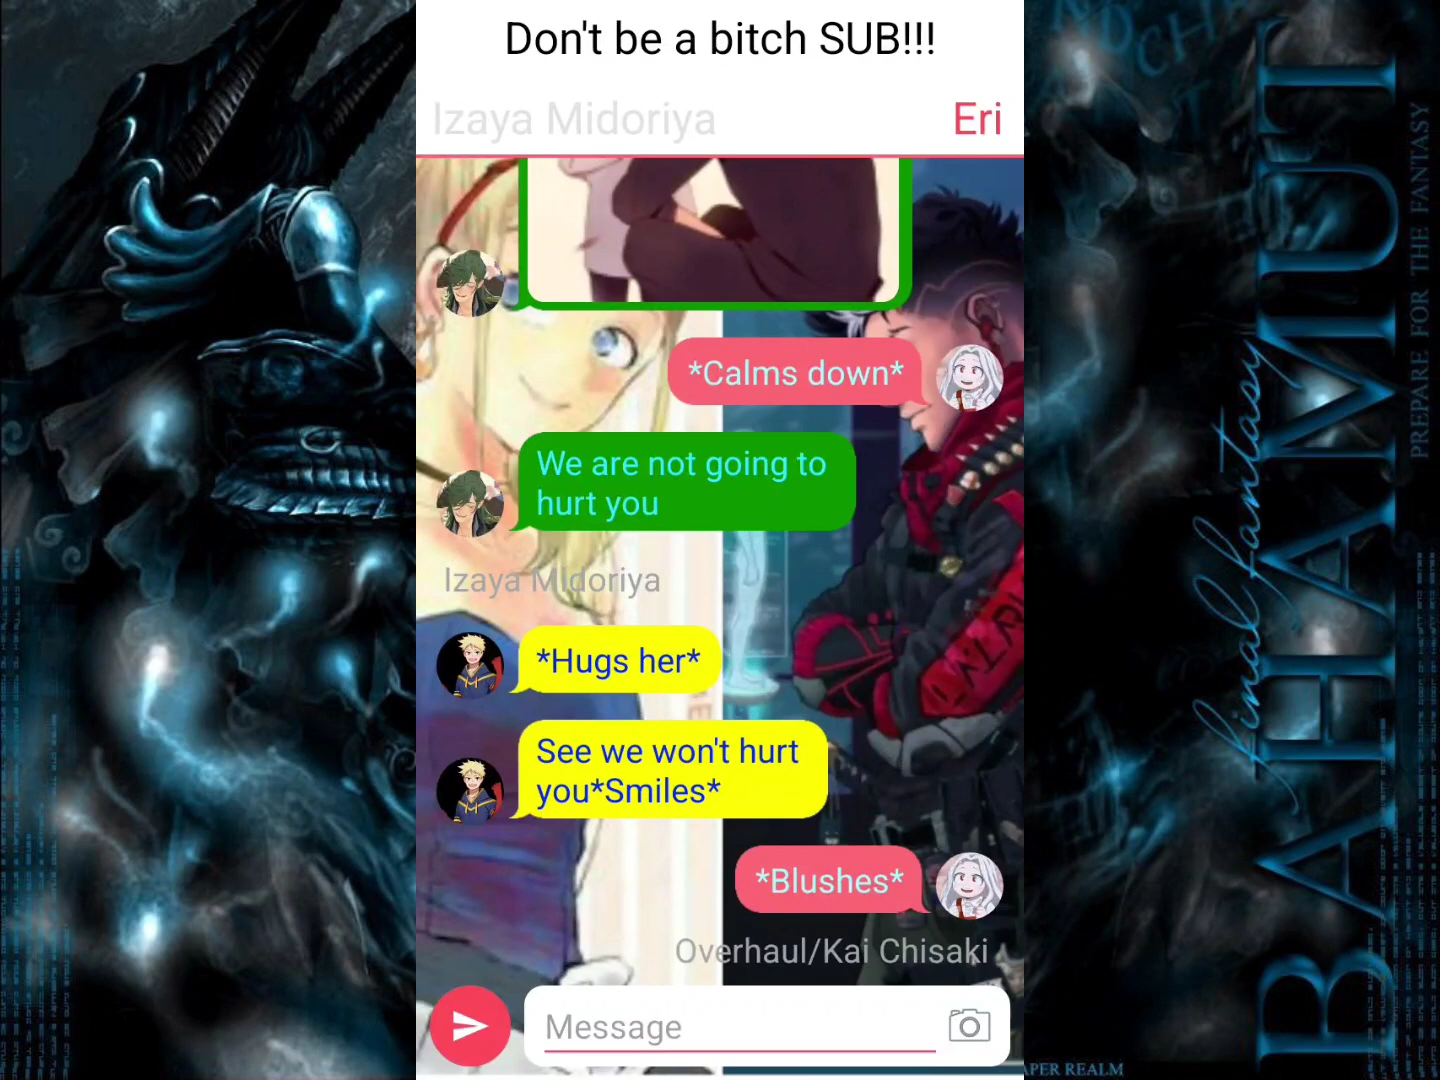 Don't be a bitch SUB!!!
Izaya Midoriya
Eri
*Calms down*
We are not going to
hurt you
Izaya Midoriya
*Hugs her*
See we won't hurt
you*Smiles*
*Blushes*
Overhaul/Kai Chisaki
Message
final fantasy
BAHAMUT
PREPARE FOR THE FANTASY
APER REALM